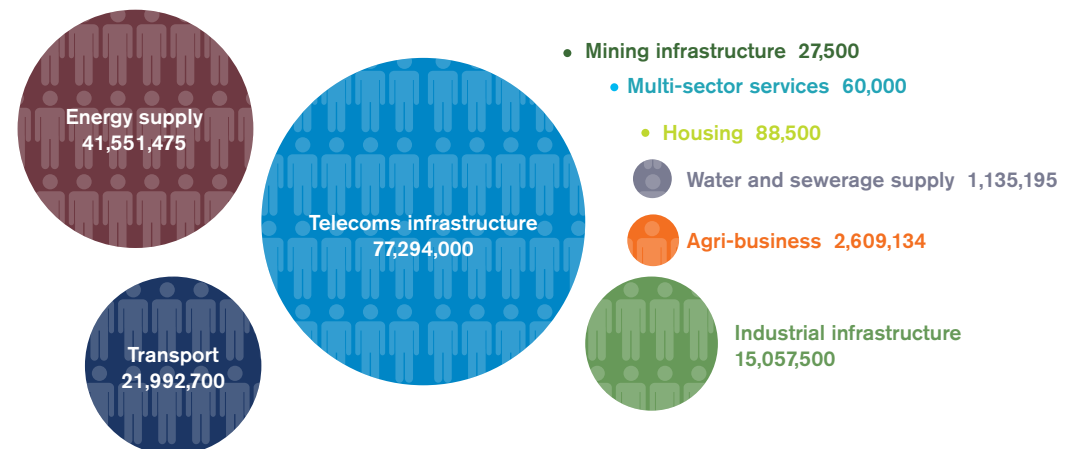 Energy supply
41,551,475
Telecoms infrastructure
77,294,000
Transport
21,992,700
Mining infrastructure 27,500
Multi-sector services 60,000
Housing 88,500
Water and sewerage supply 1,135,195
Agri-business 2,609,134
Industrial infrastructure
15,057,500